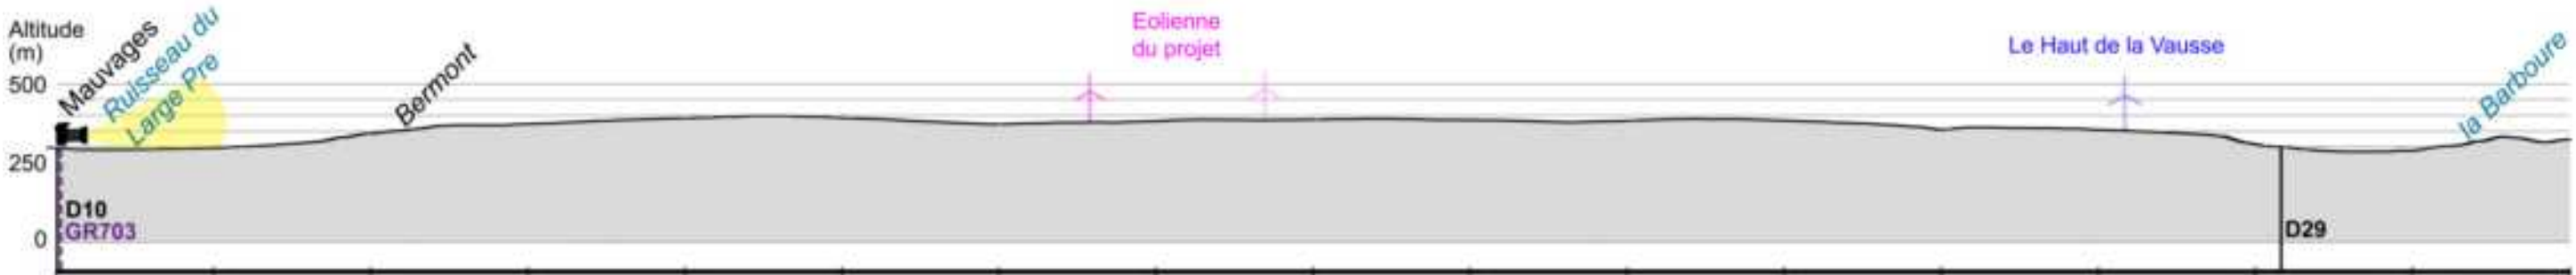 Altitude
(m)
500
250
0
Mauvages
Ruisseau du
Large Pre
Bermont
Eolienne
du projet
Le Haut de la Vausse
la Barboure
D10
GR703
D29